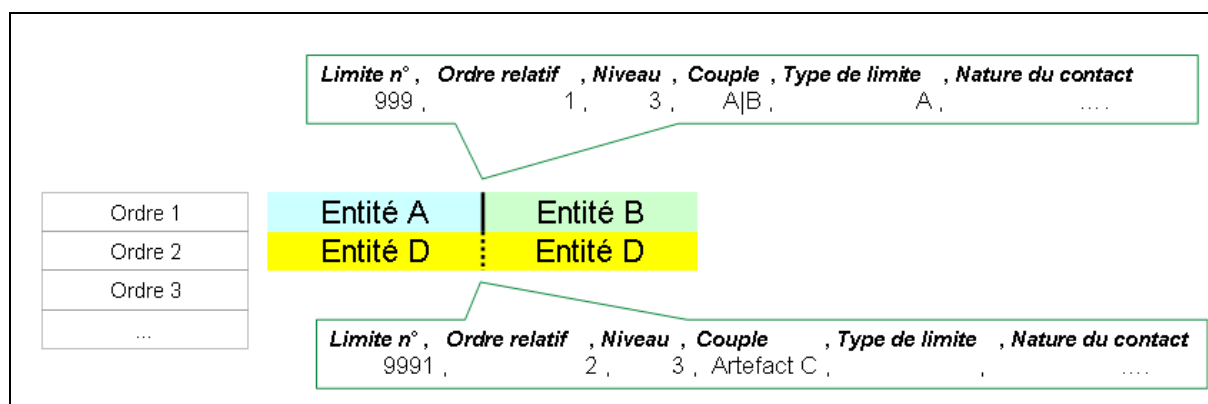 Limite n° , Ordre relatif , Niveau , Couple , Type de limite , Nature du contact
999 , 1 , 3 , A|B , A , ....
Ordre 1 Entité A Entité B
Ordre 2 Entité D Entité D
Ordre 3
...
Limite n° , Ordre relatif , Niveau , Couple , Type de limite , Nature du contact
9991 , 2 , 3 , Artefact C , , ....